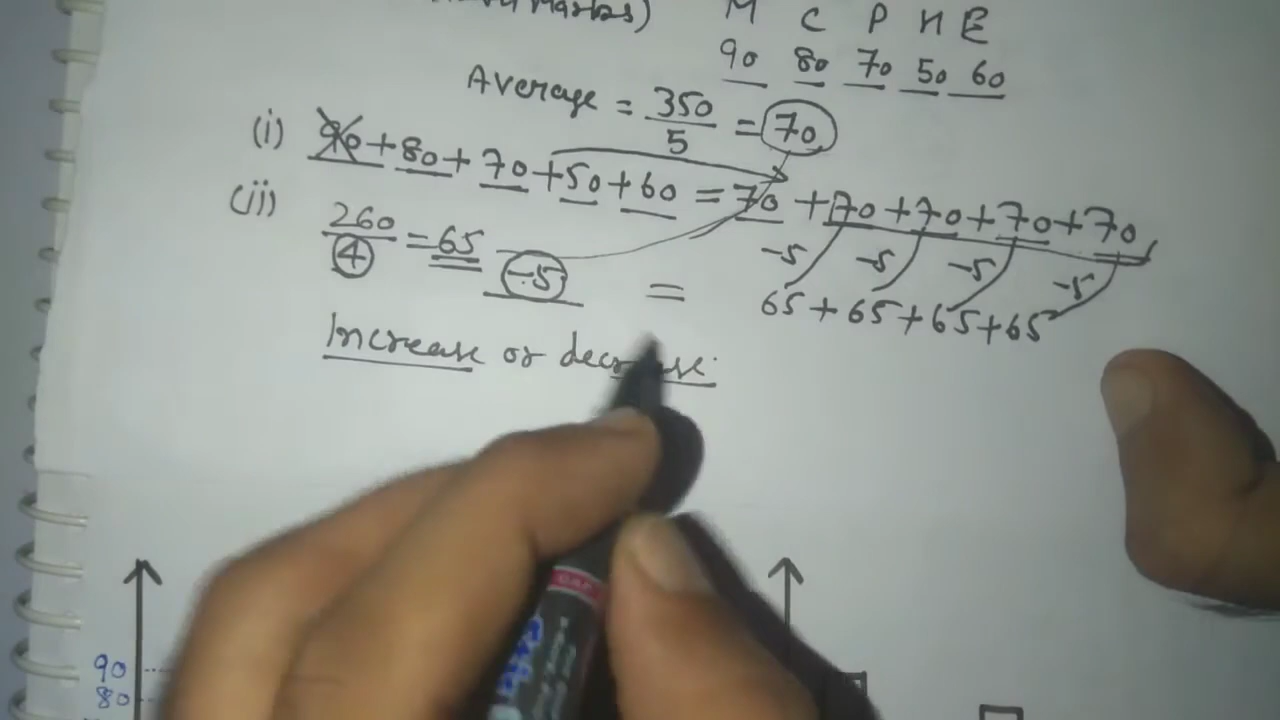 M C P H E
90 80 70 50 60
Average = 350/5 = 70
(i) 90 + 80 + 70 + 50 + 60 = 70 + 70 + 70 + 70 + 70
(ii) 260/4 = 65 -5
-5 -5 -5 -5
= 65 + 65 + 65 + 65
Increase or decrease.
90
80